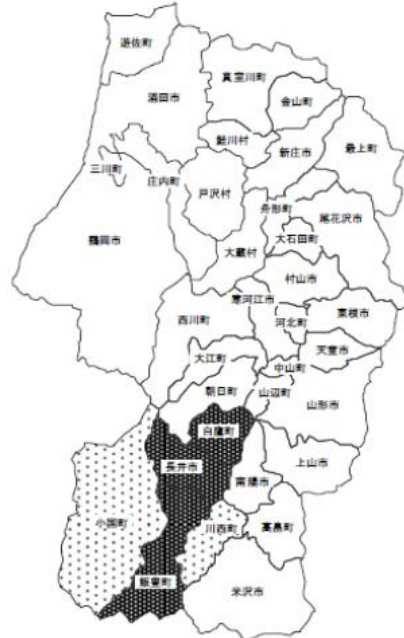 遊佐町
酒田市
真室川町
金山町
鮭川村
新庄市
最上町
三川町
庄内町
戸沢村
舟形町
尾花沢市
鶴岡市
大蔵村
大石田町
村山市
西川町
寒河江市
河北町
東根市
大江町
天童市
中山町
朝日町
山辺町
山形市
白鷹町
長井市
上山市
南陽市
小国町
川西町
高畠町
飯豊町
米沢市